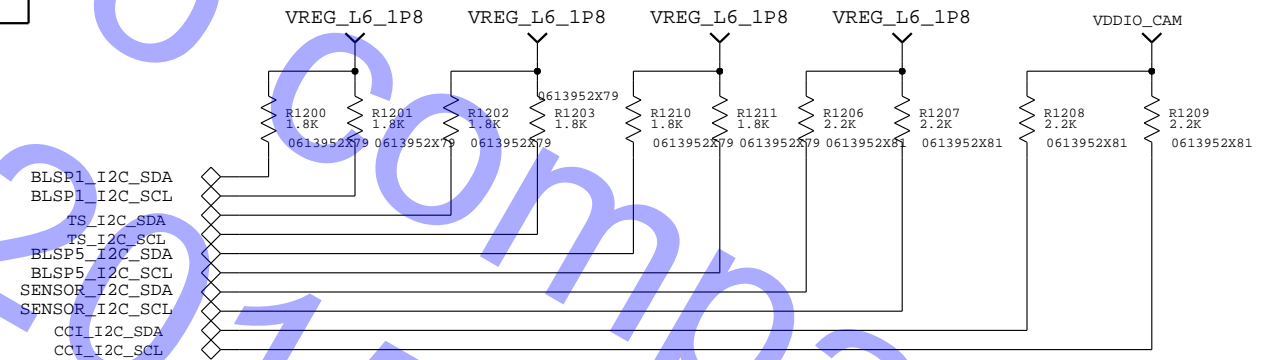 VREG_L6_1P8 VREG_L6_1P8 VREG_L6_1P8 VREG_L6_1P8 VDDIO_CAM
0613952X79
R1200 R1201 R1202 R1203 R1210 R1211 R1206 R1207 R1208 R1209
1.8K 1.8K 1.8K 1.8K 1.8K 1.8K 2.2K 2.2K 2.2K 2.2K
0613952X79 0613952X79 0613952X79 0613952X79 0613952X79 0613952X81 0613952X81 0613952X81 0613952X81
BLSP1_I2C_SDA
BLSP1_I2C_SCL
TS_I2C_SDA
TS_I2C_SCL
BLSP5_I2C_SDA
BLSP5_I2C_SCL
SENSOR_I2C_SDA
SENSOR_I2C_SCL
CCI_I2C_SDA
CCI_I2C_SCL